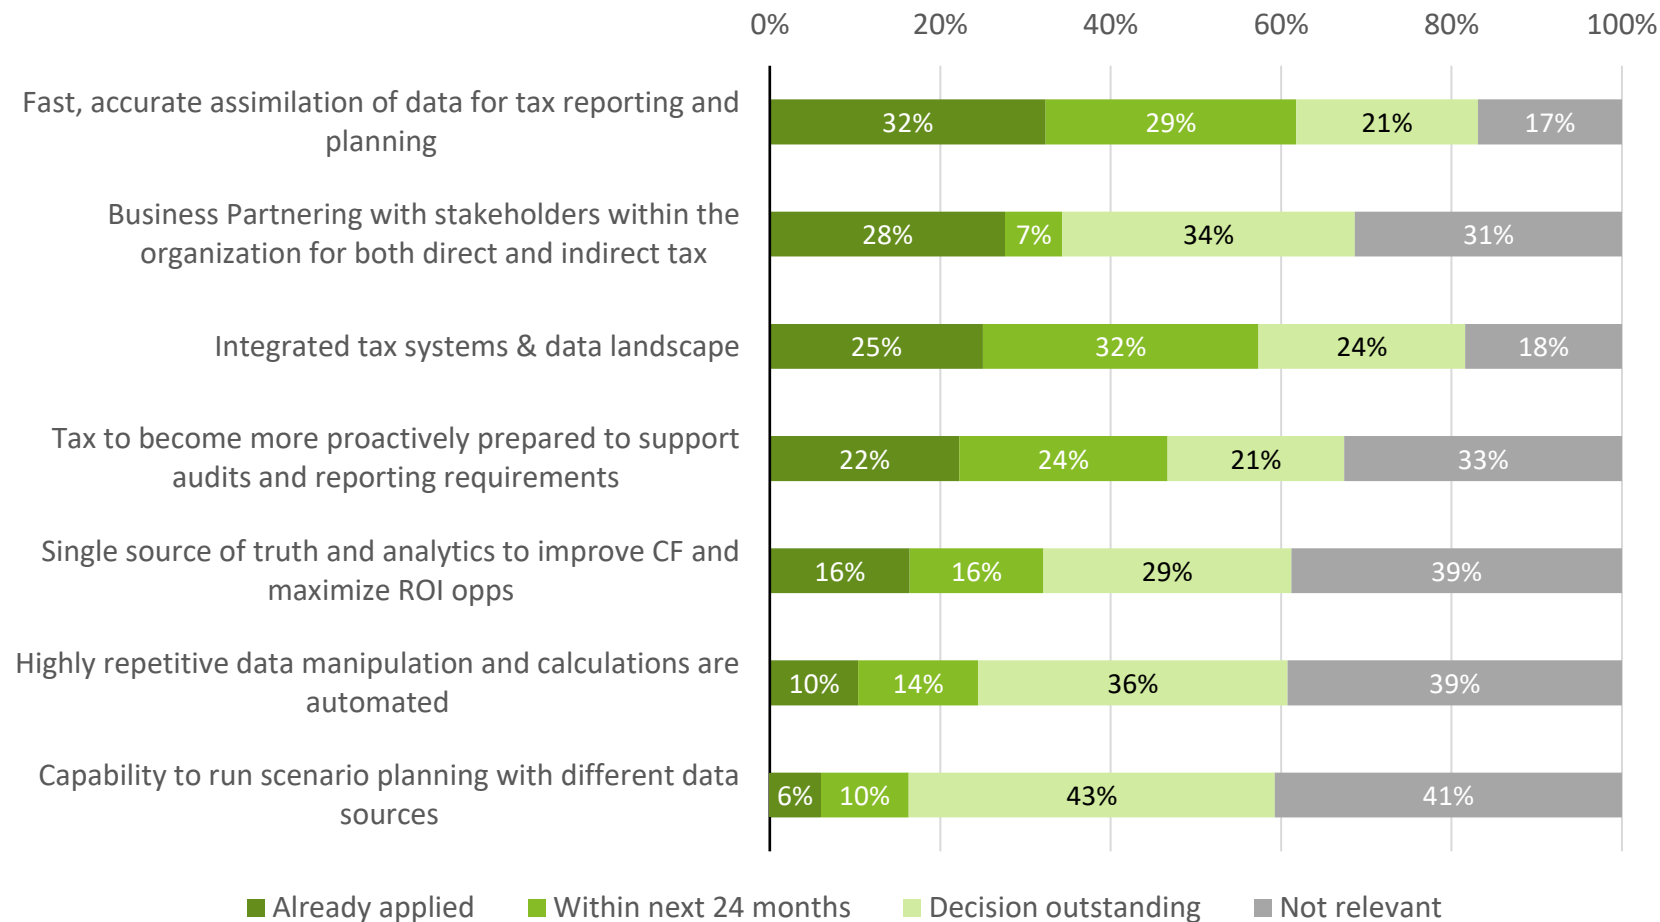 0% 20% 40% 60% 80% 100%
Fast, accurate assimilation of data for tax reporting and
planning
32% 29% 21% 17%
Business Partnering with stakeholders within the
organization for both direct and indirect tax
28% 7% 34% 31%
Integrated tax systems & data landscape
25% 32% 24% 18%
Tax to become more proactively prepared to support
audits and reporting requirements
22% 24% 21% 33%
Single source of truth and analytics to improve CF and
maximize ROI opps
16% 16% 29% 39%
Highly repetitive data manipulation and calculations are
automated
10% 14% 36% 39%
Capability to run scenario planning with different data
sources
6% 10% 43% 41%
Already applied Within next 24 months Decision outstanding Not relevant